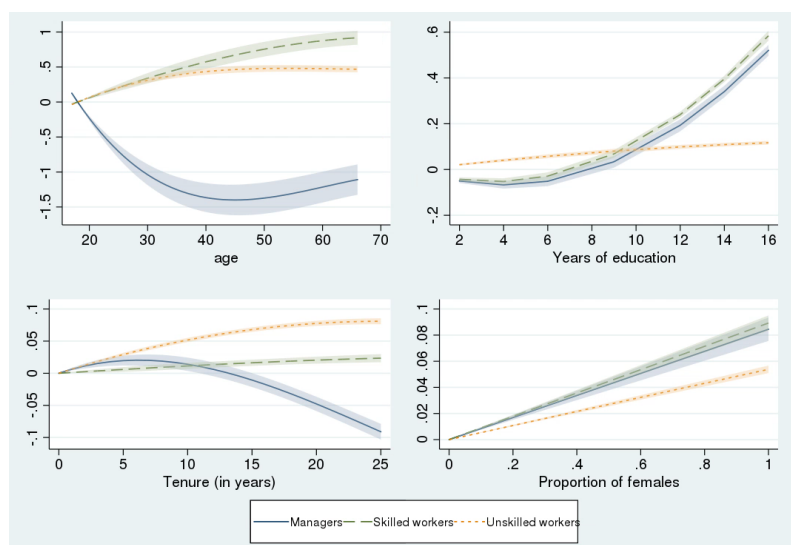 1
.5
0
-.5
-1
-1.5
20 30 40 50 60 70
age
.6
.4
.2
0
-.2
2 4 6 8 10 12 14 16
Years of education
.1
.05
0
-.05
-.1
0 5 10 15 20 25
Tenure (in years)
.1
.08
.06
.04
.02
0
0 .2 .4 .6 .8 1
Proportion of females
Managers Skilled workers Unskilled workers